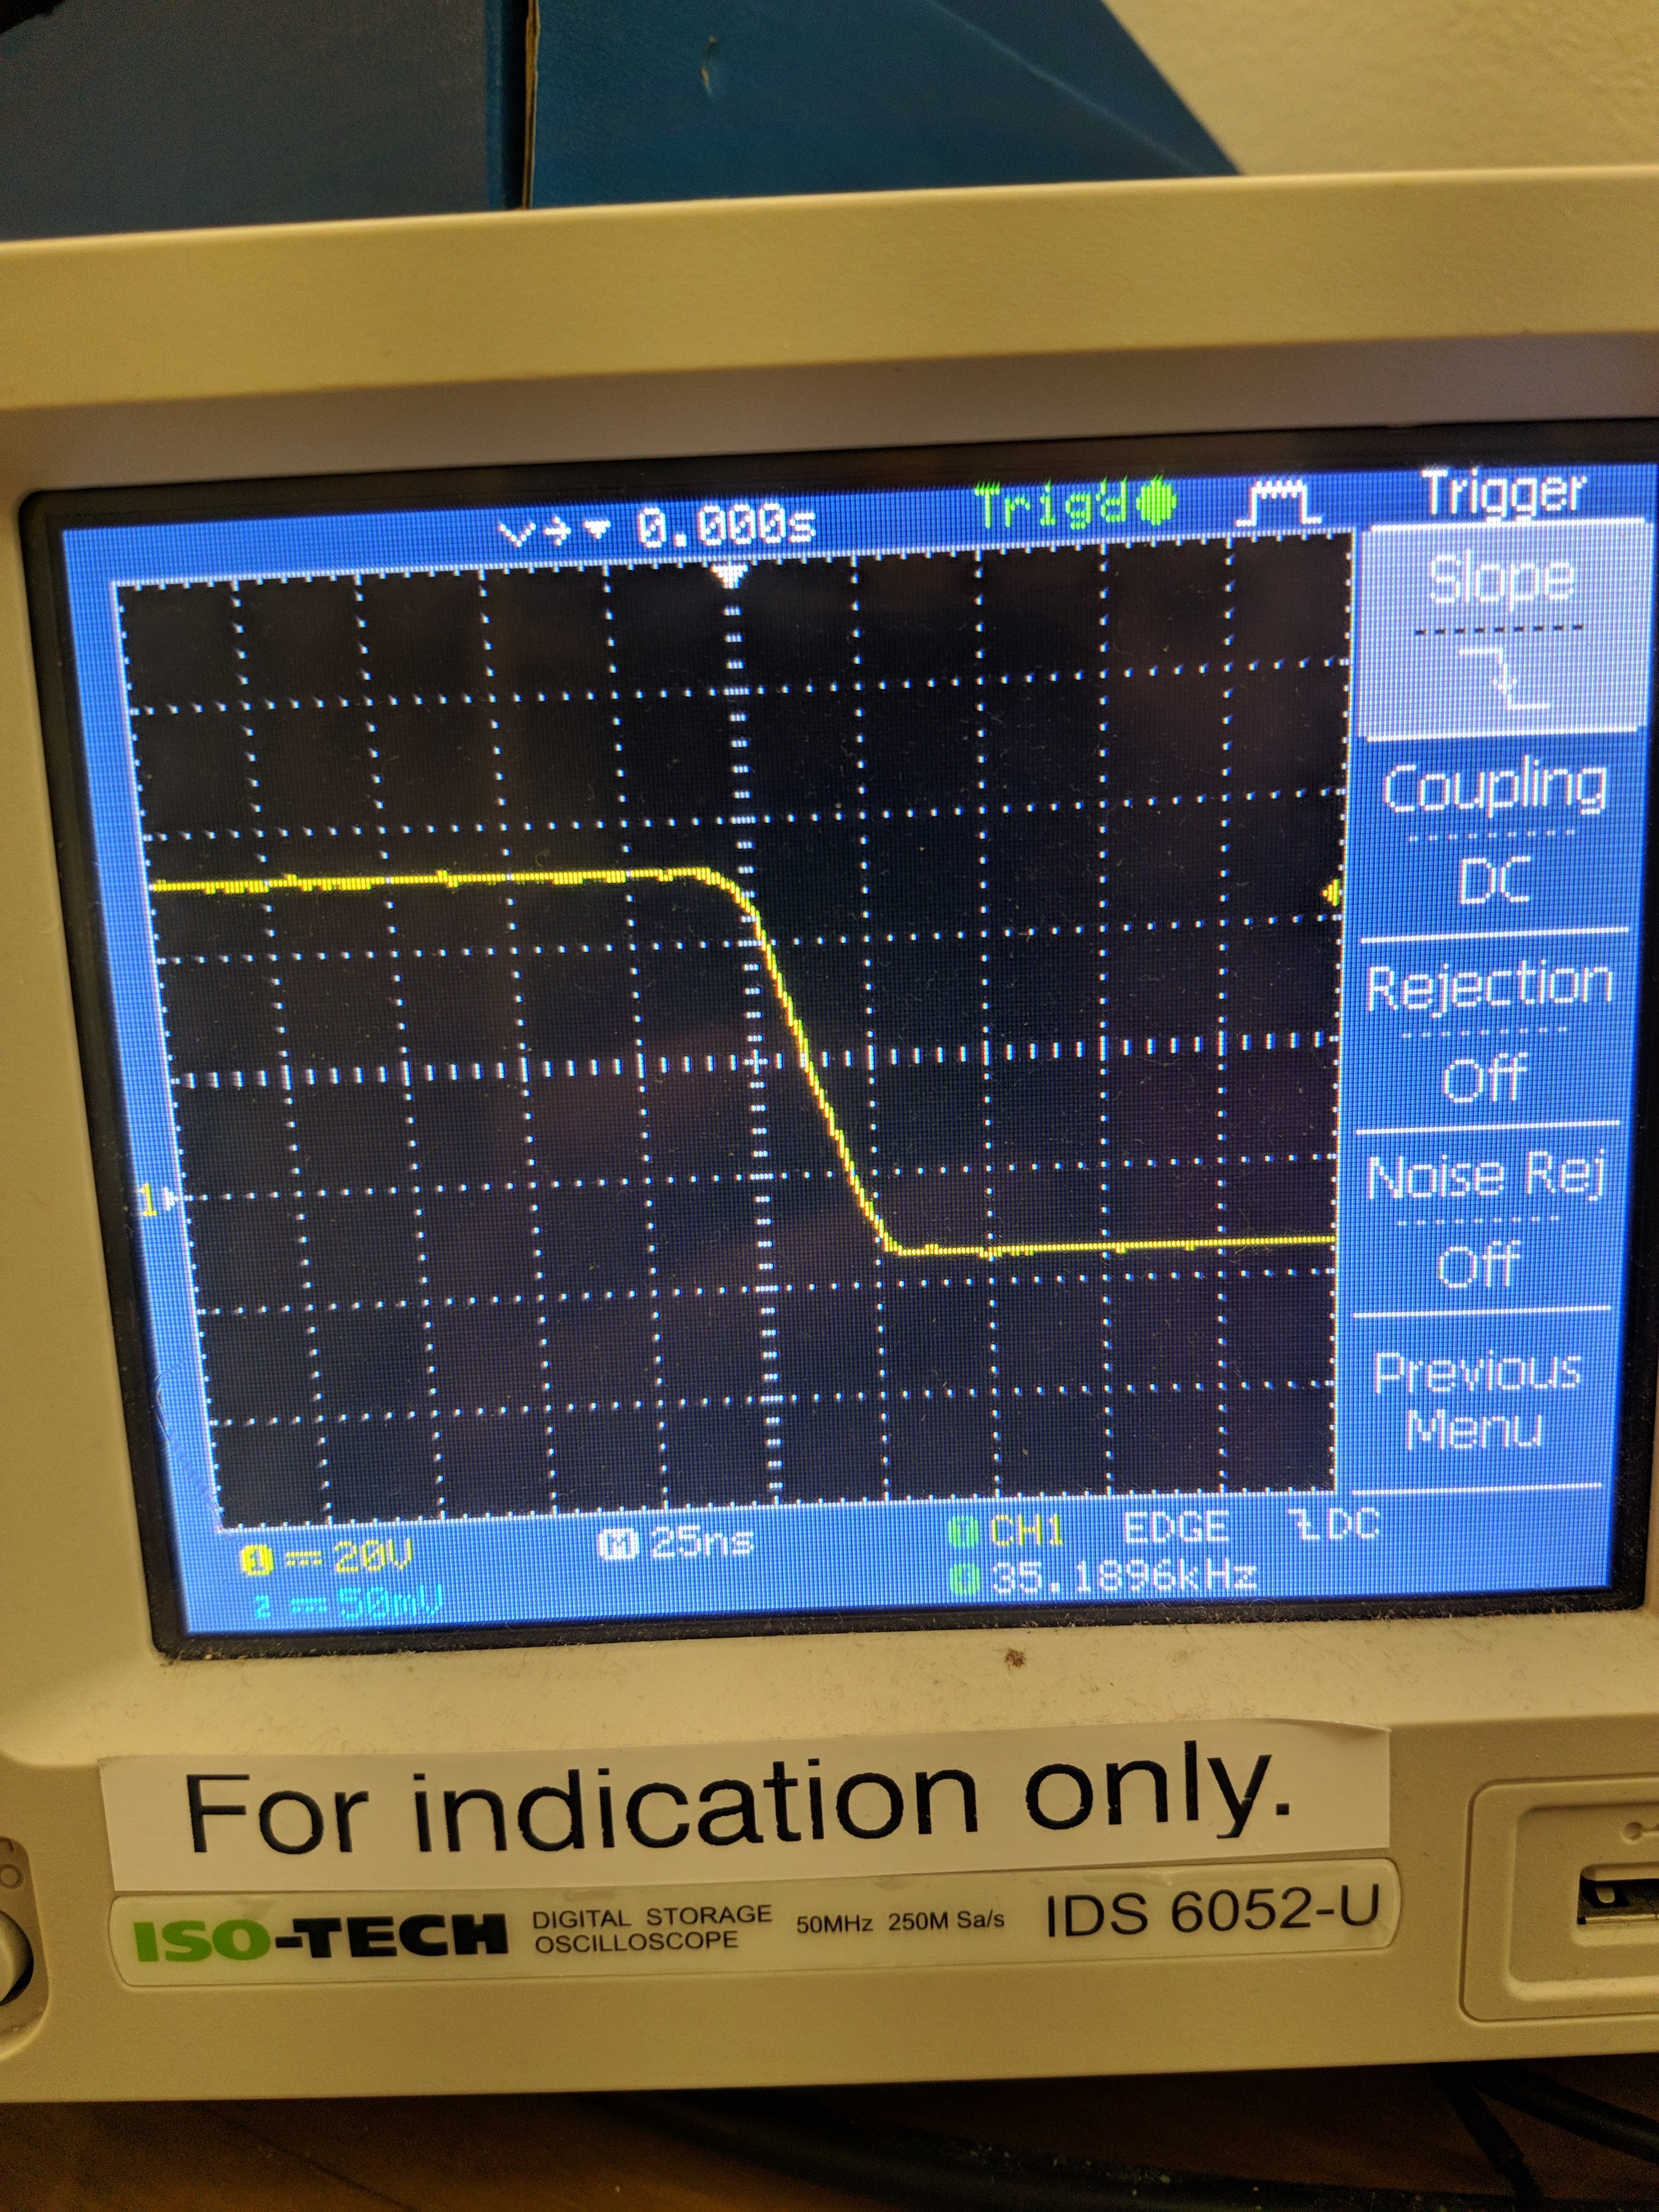 0.000s
Trig'd
Trigger
Slope
Coupling
DC
Rejection
Off
Noise Rej
Off
Previous
Menu
1
1 20V
M 25ns
T CH1 EDGE DC
2 50mV
35.1896kHz
For indication only.
ISO-TECH DIGITAL STORAGE OSCILLOSCOPE 50MHz 250M Sa/s IDS 6052-U